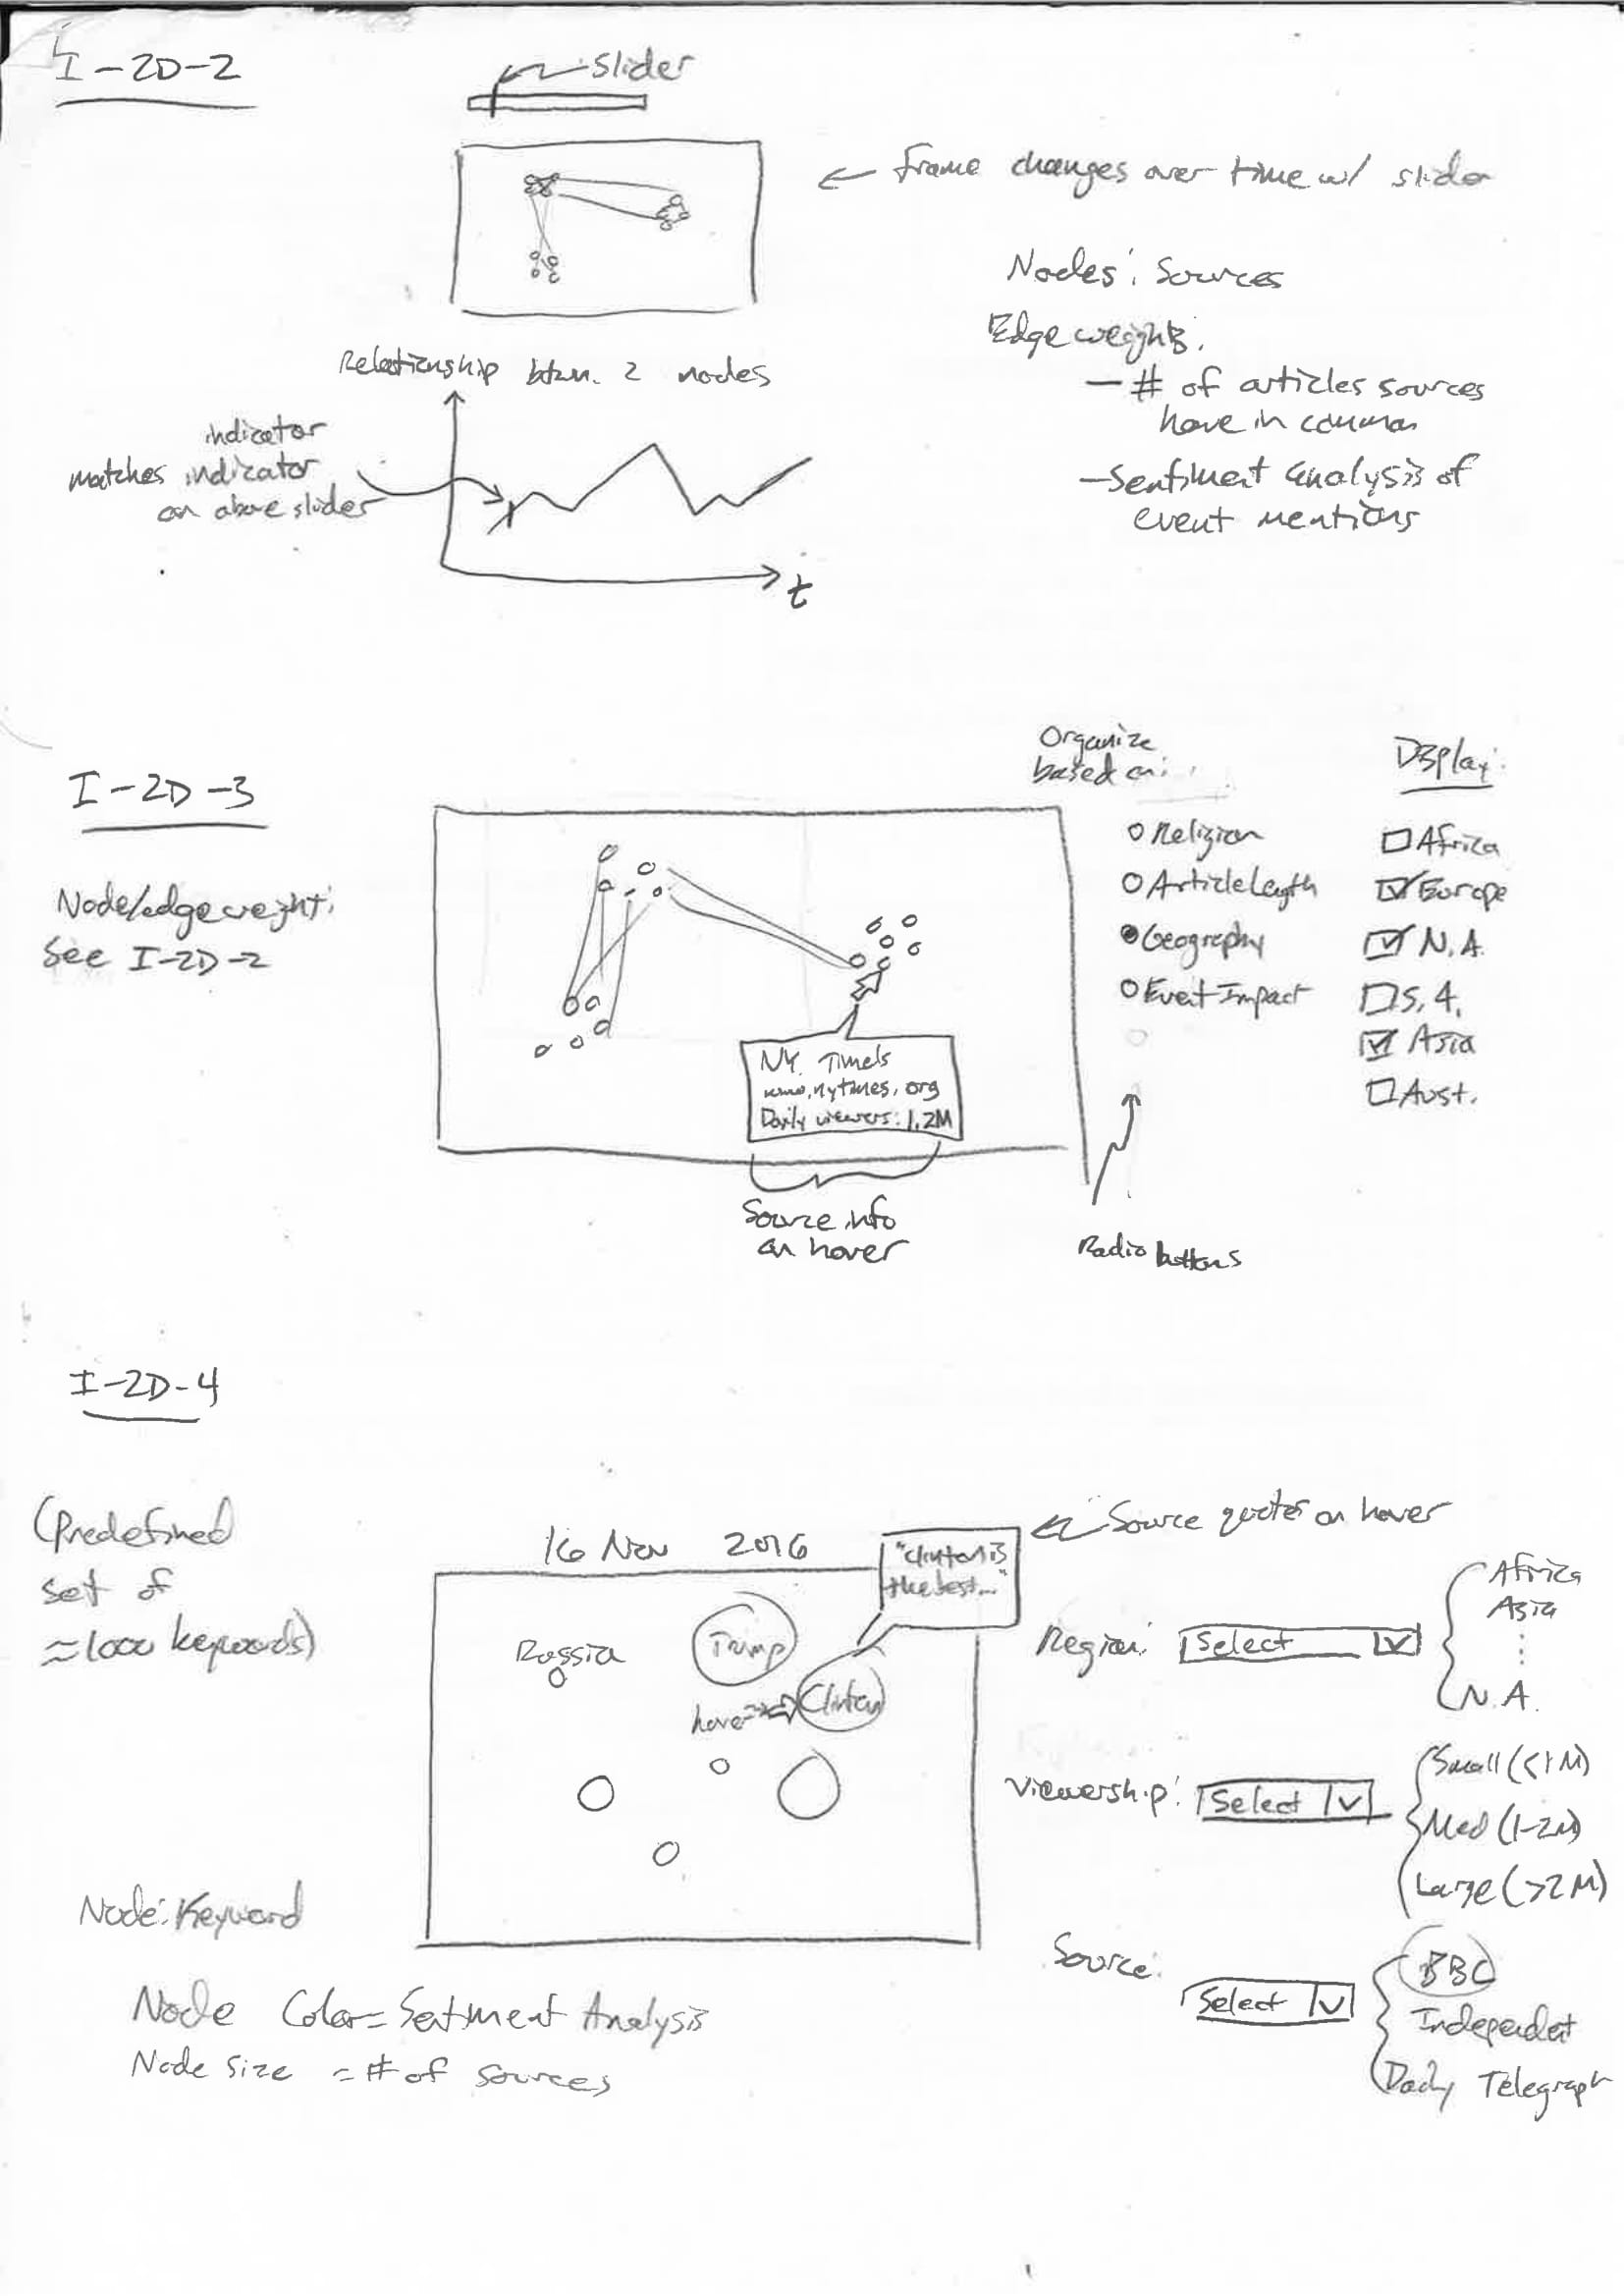 I-2D-2
slider
Frame changes over time w/ slider
Nodes: Sources
Edge weights:
- # of articles sources
have in common
- Sentiment analysis of
event mentions
Relationship btwn. 2 nodes
indicator
matches indicator
on above slider
t
I-2D-3
Node/edge weight:
See I-2D-2
Organize
based on:
Religion
Article Length
Geography
Event Impact
Display:
Africa
Europe
N.A.
S.A.
Asia
Aust.
NY. Times
www.nytimes.org
Daily viewers: 1.2M
Source info
on hover
Radio buttons
I-2D-4
(Predefined
set of
≈1000 keywords)
16 Nov 2016
"Clinton is
the best..."
Source quotes on hover
Russia
Trump
hover
Clinton
Region:
Select
Africa
Asia
N.A.
Viewership:
Select
Small (<1M)
Med (1-2M)
Large (>2M)
Source:
Select
BBC
Independent
Daily Telegraph
Node: Keyword
Node Color = Sentiment Analysis
Node size = # of sources